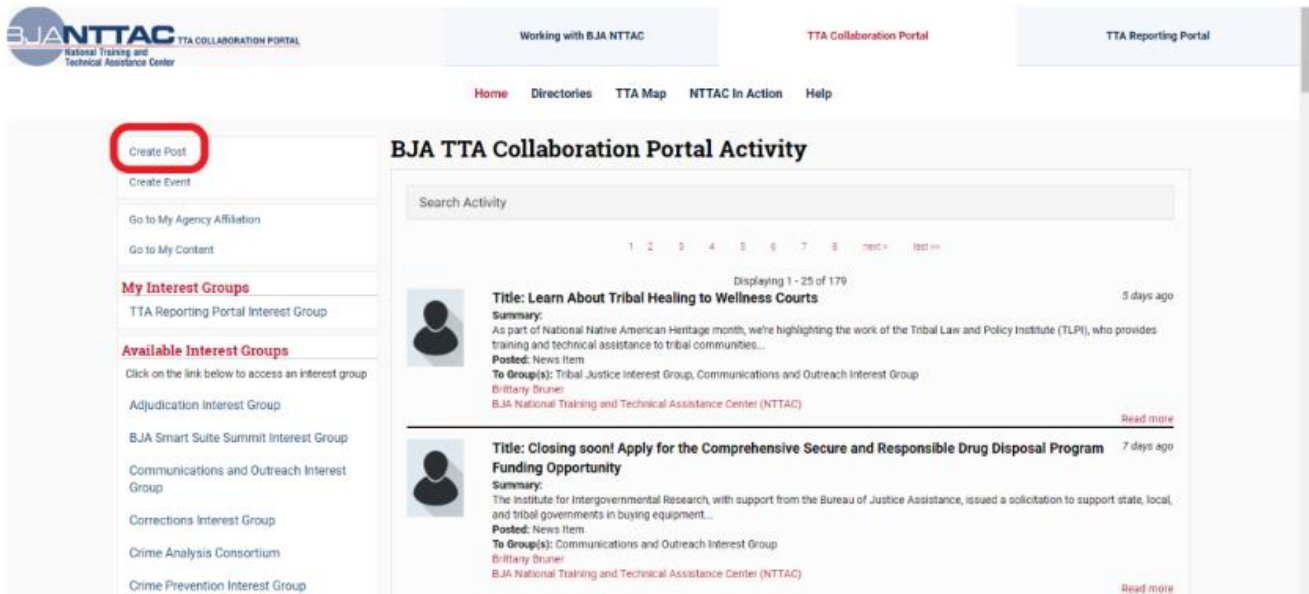 BJANTTAC TTA COLLABORATION PORTAL
National Training and
Technical Assistance Center
Working with BJA NTTAC
TTA Collaboration Portal
TTA Reporting Portal
Home Directories TTA Map NTTAC In Action Help
Create Post
Create Event
Go to My Agency Affiliation
Go to My Content
My Interest Groups
TTA Reporting Portal Interest Group
Available Interest Groups
Click on the link below to access an interest group
Adjudication Interest Group
BJA Smart Suite Summit Interest Group
Communications and Outreach Interest
Group
Corrections Interest Group
Crime Analysis Consortium
Crime Prevention Interest Group
BJA TTA Collaboration Portal Activity
Search Activity
1 2 3 4 5 6 7 8 next > last >>
Displaying 1 - 25 of 179
Title: Learn About Tribal Healing to Wellness Courts
5 days ago
Summary:
As part of National Native American Heritage month, we're highlighting the work of the Tribal Law and Policy Institute (TLPI), who provides
training and technical assistance to tribal communities...
Posted: News Item
To Group(s): Tribal Justice Interest Group, Communications and Outreach Interest Group
Brittany Bruner
BJA National Training and Technical Assistance Center (NTTAC)
Read more
Title: Closing soon! Apply for the Comprehensive Secure and Responsible Drug Disposal Program
7 days ago
Funding Opportunity
Summary:
The Institute for Intergovernmental Research, with support from the Bureau of Justice Assistance, issued a solicitation to support state, local,
and tribal governments in buying equipment...
Posted: News Item
To Group(s): Communications and Outreach Interest Group
Brittany Bruner
BJA National Training and Technical Assistance Center (NTTAC)
Read more